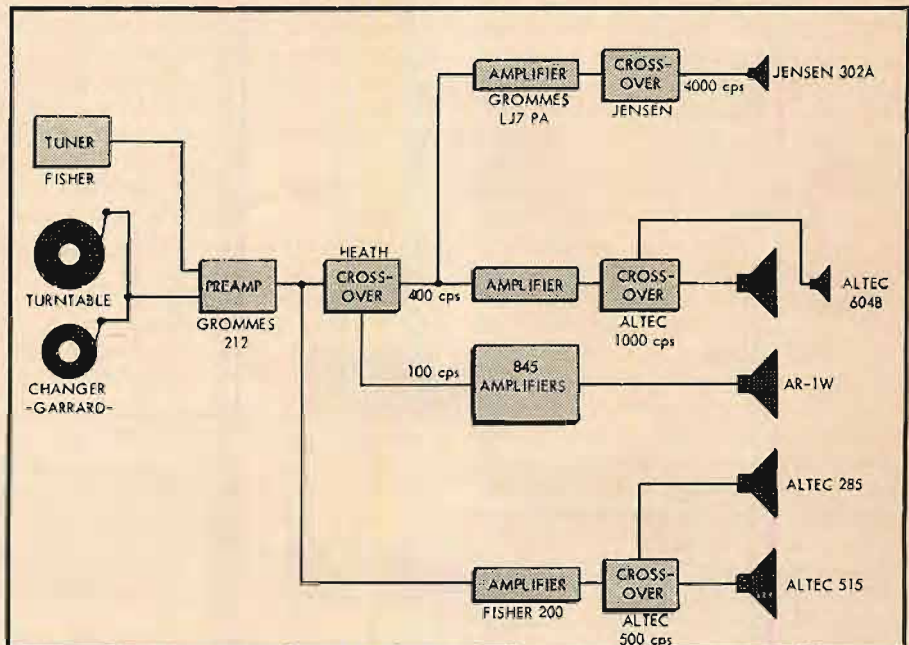 AMPLIFIER
GROMMES
LJ7 PA
CROSS-
OVER
JENSEN
4000 cps
JENSEN 302A
TUNER
FISHER
TURNTABLE
CHANGER
-GARRARD-
PREAMP
GROMMES
212
HEATH
CROSS-
OVER
400 cps
AMPLIFIER
CROSS-
OVER
ALTEC
1000 cps
ALTEC
604B
100 cps
845
AMPLIFIERS
AR-1W
ALTEC 285
AMPLIFIER
FISHER 200
CROSS-
OVER
ALTEC
500 cps
ALTEC 515